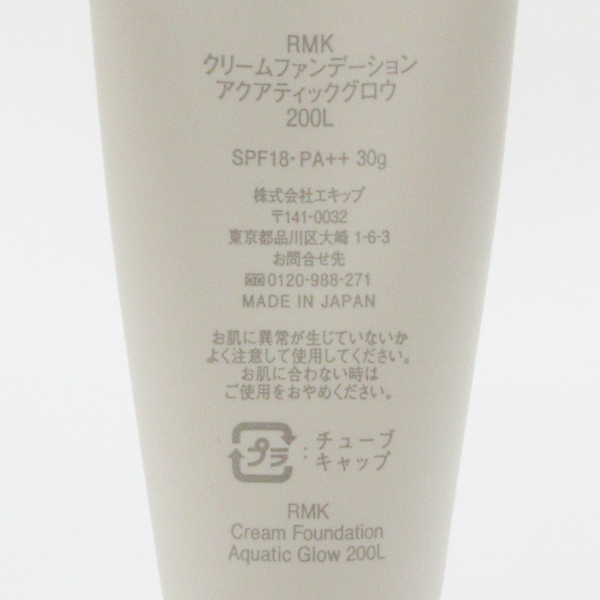 RMK
クリームファンデーション
アクアティックグロウ
200L
SPF18・PA++ 30g
株式会社エキップ
〒141-0032
東京都品川区大崎 1-6-3
お問合せ先
0120-988-271
MADE IN JAPAN
お肌に異常が生じていないか
よく注意して使用してください。
お肌に合わない時は
ご使用をおやめください。
プラ : チューブ
キャップ
RMK
Cream Foundation
Aquatic Glow 200L